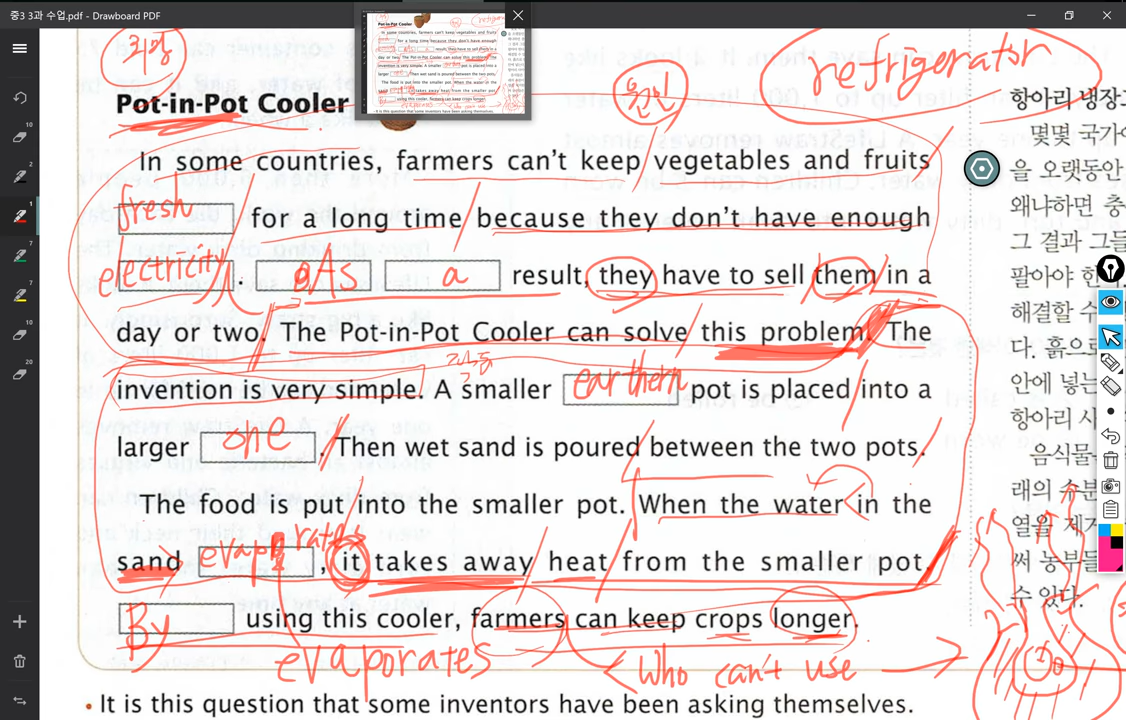 중3 3과 수업.pdf - Drawboard PDF
refrigerator
Pot-in-Pot Cooler
원인
항아리 냉장
In some countries, farmers can't keep vegetables and fruits
몇몇 국가
fresh for a long time because they don't have enough
을 오랫동안
왜나하면 충
electricity. As a result, they have to sell them in a
그 결과 그들
팔아야 한
day or two. The Pot-in-Pot Cooler can solve this problem. The
해결할 수
다. 흙으로
invention is very simple. A smaller earthern pot is placed into a
안에 넣는
항아리 사
larger one. Then wet sand is poured between the two pots.
음식물
The food is put into the smaller pot. When the water in the
래의 수분
열을 제거
sand evaporates, it takes away heat from the smaller pot.
써 농부들
수 있다.
By using this cooler, farmers can keep crops longer.
evaporates who can't use
• It is this question that some inventors have been asking themselves.